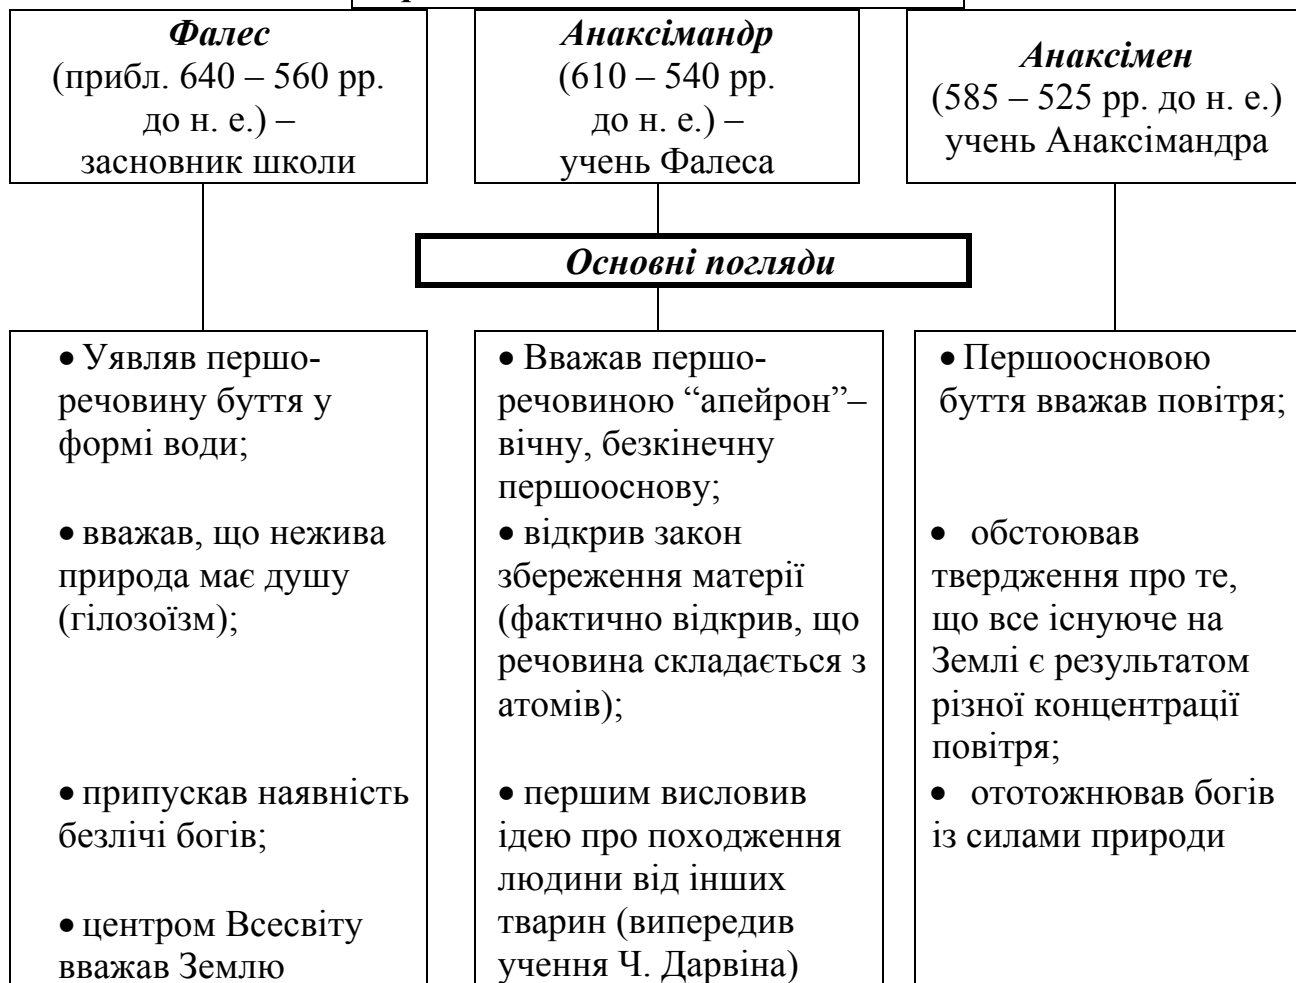 Фалес
(прибл. 640 – 560 рр.
до н. е.) –
засновник школи
Анаксімандр
(610 – 540 рр.
до н. е.) –
учень Фалеса
Анаксімен
(585 – 525 рр. до н. е.)
учень Анаксімандра
Основні погляди
• Уявляв першо-
речовину буття у
формі води;
• вважав, що нежива
природа має душу
(гілозоїзм);
• припускав наявність
безлічі богів;
• центром Всесвіту
вважав Землю
• Вважав першо-
речовиною “апейрон”–
вічну, безкінечну
першооснову;
• відкрив закон
збереження матерії
(фактично відкрив, що
речовина складається з
атомів);
• першим висловив
ідею про походження
людини від інших
тварин (випередив
учення Ч. Дарвіна)
• Першоосновою
буття вважав повітря;
• обстоював
твердження про те,
що все існуюче на
Землі є результатом
різної концентрації
повітря;
• ототожнював богів
із силами природи